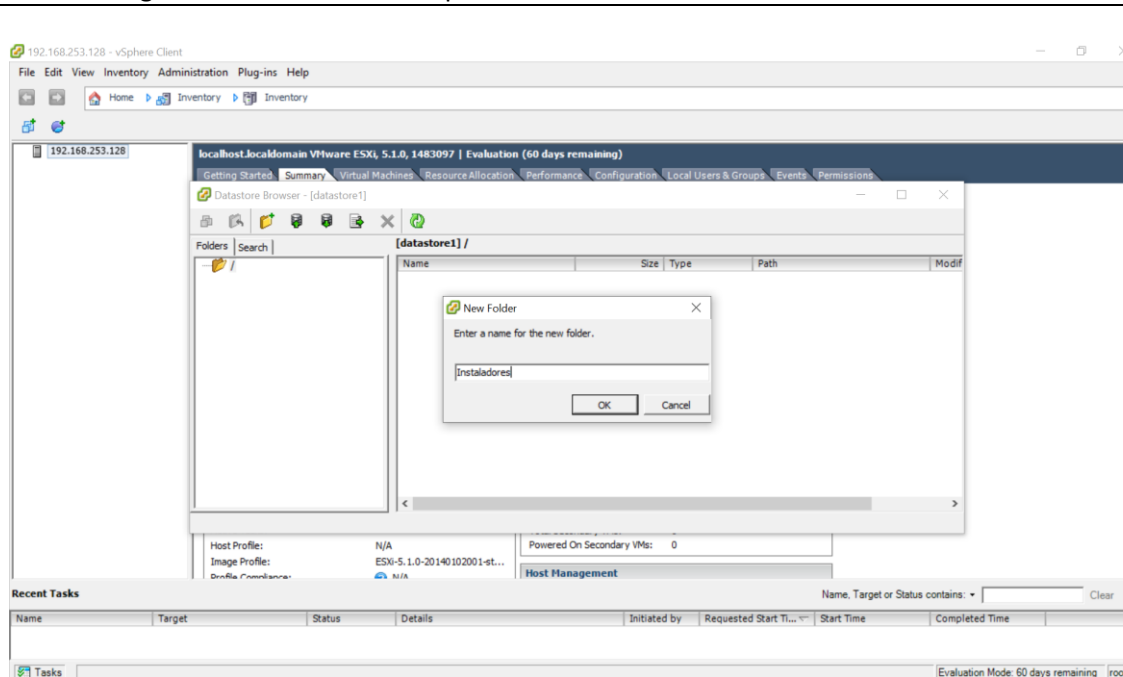 192.168.253.128 - vSphere Client
File Edit View Inventory Administration Plug-ins Help
Home Inventory Inventory
192.168.253.128
localhost.localdomain VMware ESXi, 5.1.0, 1483097 | Evaluation (60 days remaining)
Getting Started Summary Virtual Machines Resource Allocation Performance Configuration Local Users & Groups Events Permissions
Datastore Browser - [datastore1]
Folders Search
[datastore1] /
/
Name Size Type Path Modif
New Folder
Enter a name for the new folder.
Instaladores
OK Cancel
Host Profile: N/A
Powered On Secondary VMs: 0
Image Profile: ESXi-5.1.0-20140102001-st...
Profile Compliance: N/A
Host Management
Recent Tasks
Name, Target or Status contains: Clear
Name Target Status Details Initiated by Requested Start Ti... Start Time Completed Time
Tasks
Evaluation Mode: 60 days remaining roo